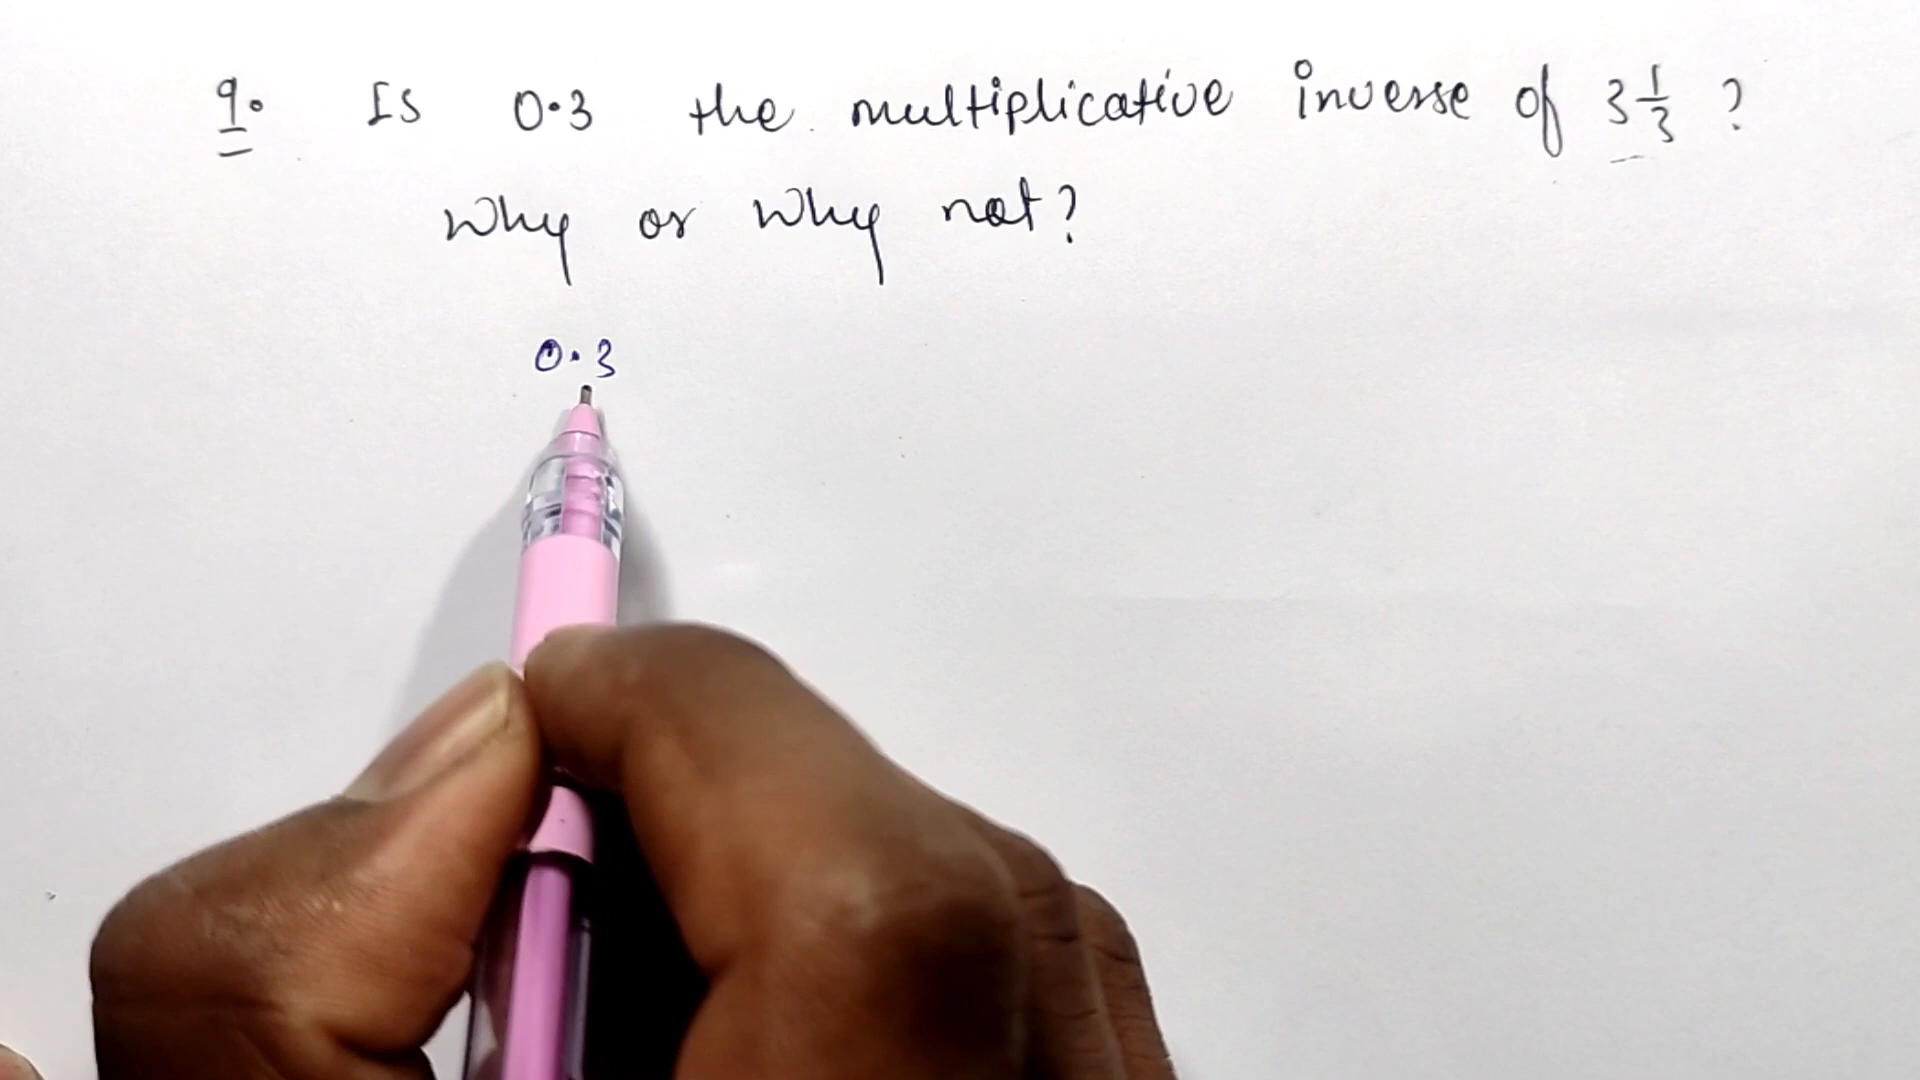 9. Is 0.3 the multiplicative inverse of 3 1/3 ?
Why or why not?
0.3